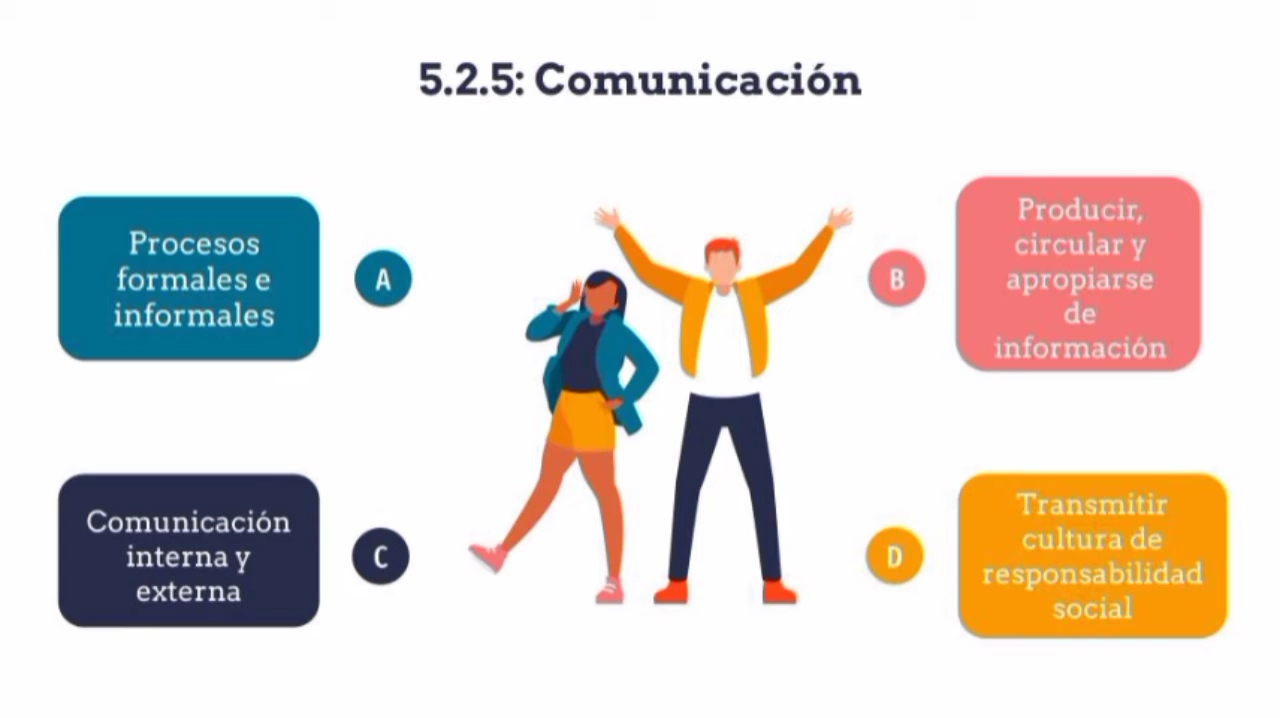 5.2.5: Comunicación
Procesos
formales e
informales
A
B
Producir,
circular y
apropiarse
de
información
Comunicación
interna y
externa
C
D
Transmitir
cultura de
responsabilidad
social